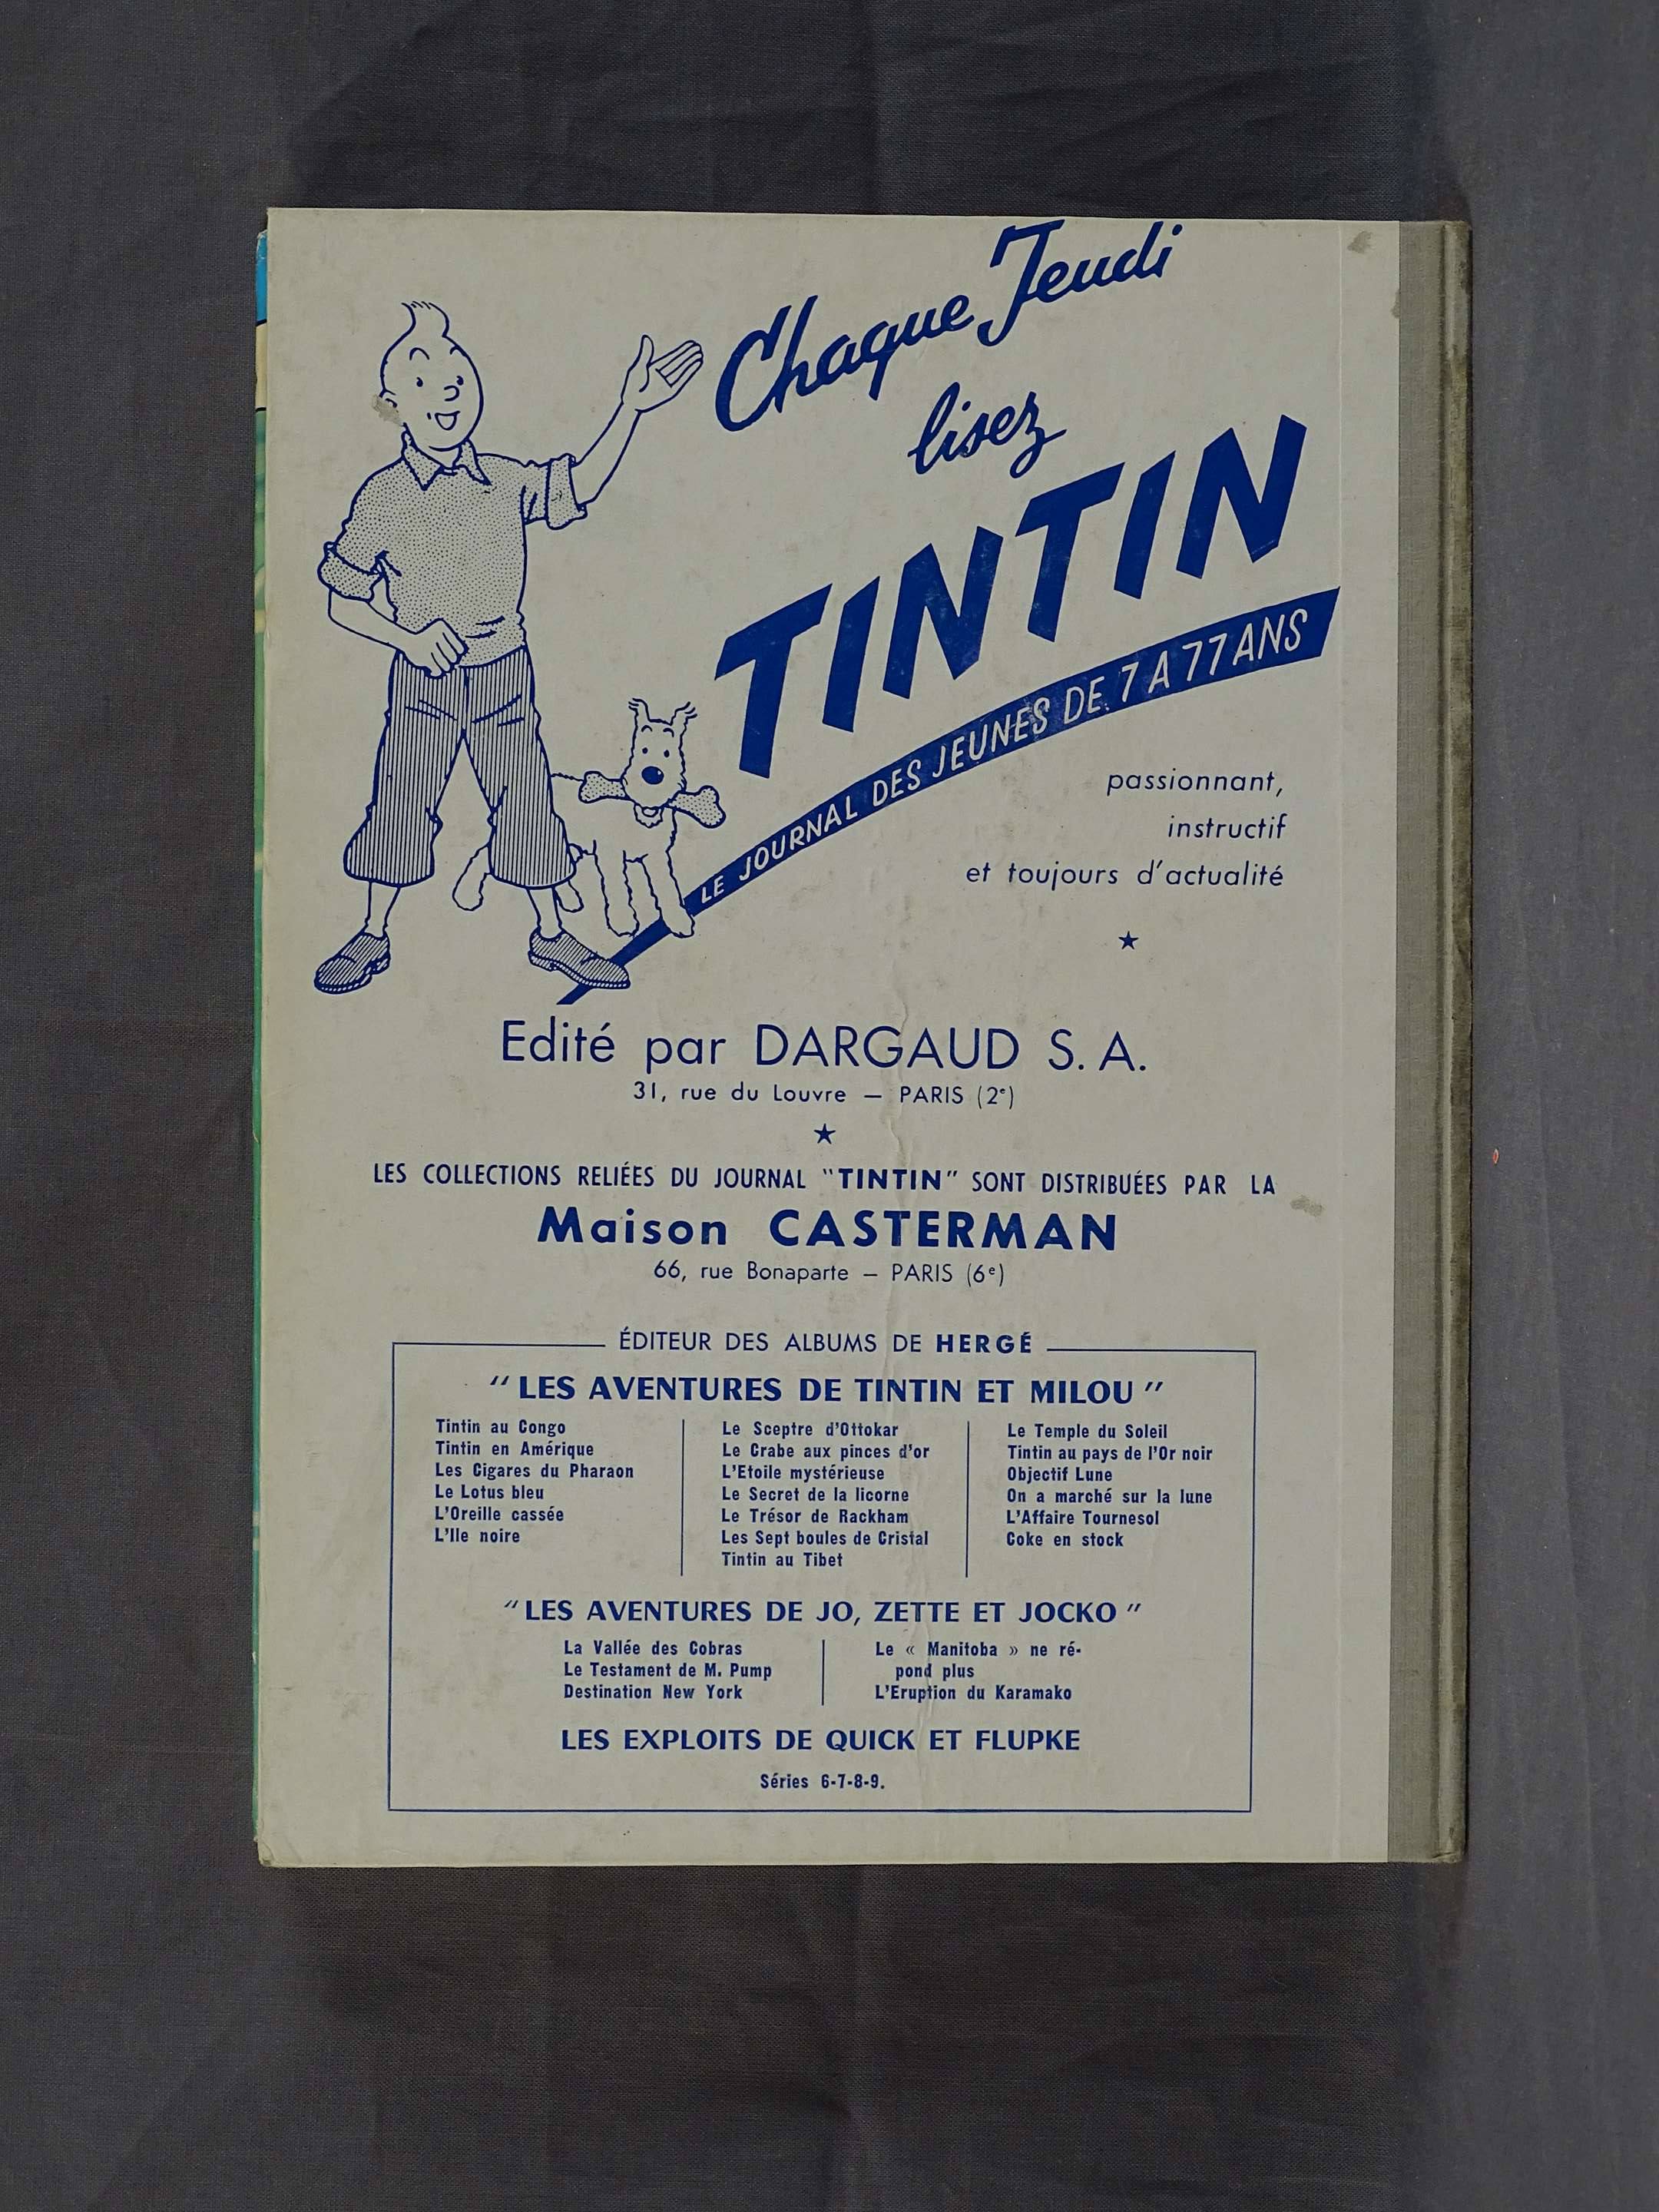 Chaque Jeudi
lisez
TINTIN
LE JOURNAL DES JEUNES DE 7 A 77 ANS
passionnant,
instructif
et toujours d'actualité
Edité par DARGAUD S. A.
31, rue du Louvre — PARIS (2e)
LES COLLECTIONS RELIÉES DU JOURNAL "TINTIN" SONT DISTRIBUÉES PAR LA
Maison CASTERMAN
66, rue Bonaparte — PARIS (6e)
ÉDITEUR DES ALBUMS DE HERGÉ
"LES AVENTURES DE TINTIN ET MILOU"
Tintin au Congo
Tintin en Amérique
Les Cigares du Pharaon
Le Lotus bleu
L'Oreille cassée
L'Ile noire
Le Sceptre d'Ottokar
Le Crabe aux pinces d'or
L'Etoile mystérieuse
Le Secret de la licorne
Le Trésor de Rackham
Les Sept boules de Cristal
Tintin au Tibet
Le Temple du Soleil
Tintin au pays de l'Or noir
Objectif Lune
On a marché sur la lune
L'Affaire Tournesol
Coke en stock
"LES AVENTURES DE JO, ZETTE ET JOCKO"
La Vallée des Cobras
Le Testament de M. Pump
Destination New York
Le « Manitoba » ne ré-
pond plus
L'Eruption du Karamako
LES EXPLOITS DE QUICK ET FLUPKE
Séries 6-7-8-9.